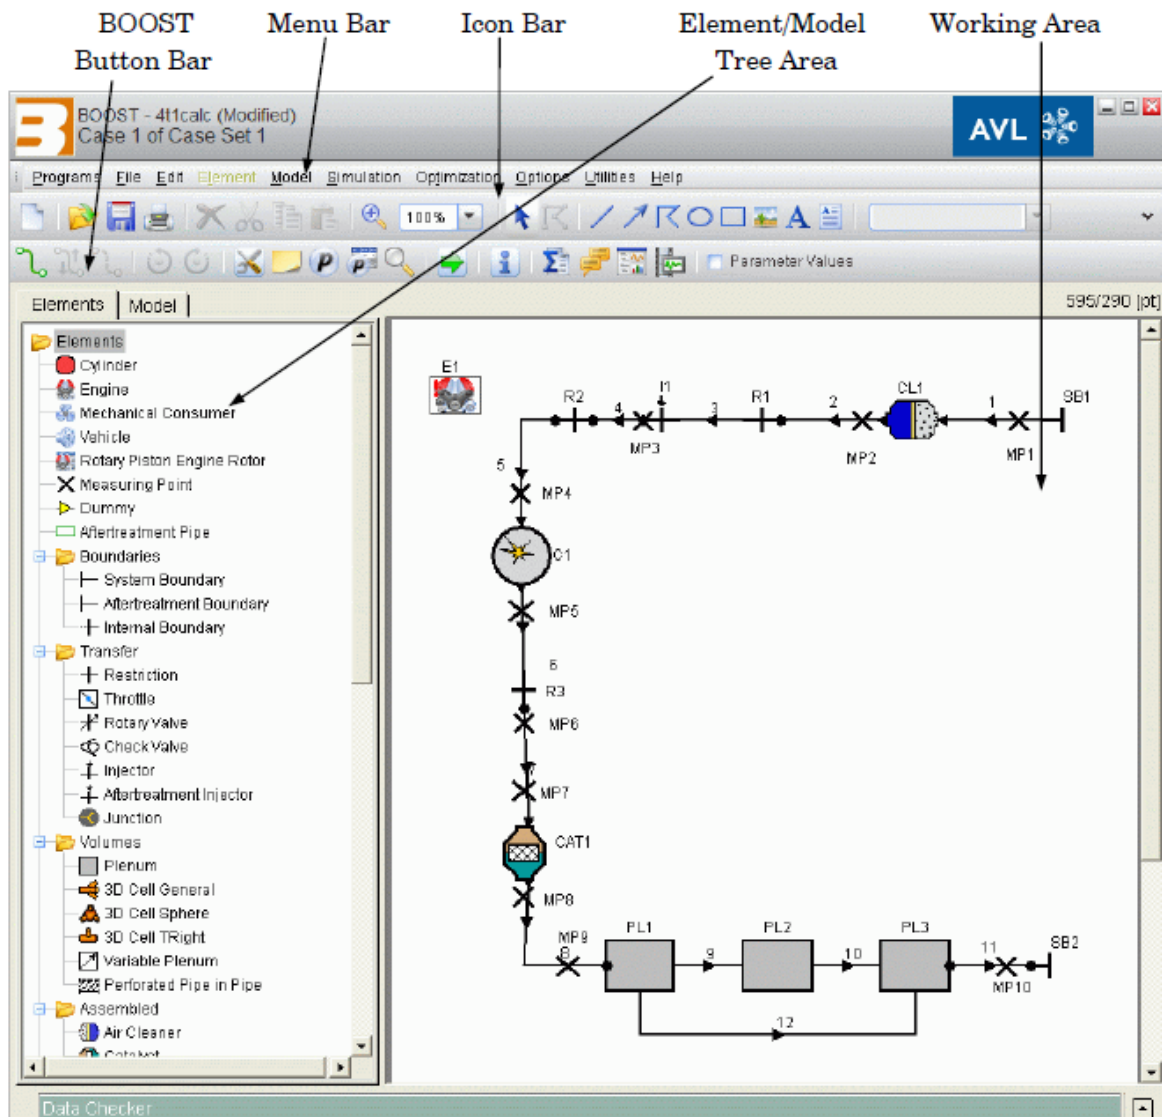 BOOST Menu Bar Icon Bar Element/Model Working Area
Button Bar Tree Area
BOOST - 4t1calc (Modified)
Case 1 of Case Set 1
AVL
Programs File Edit Element Model Simulation Optimization Options Utilities Help
100%
A
P
Parameter Values
Elements Model
595/290 [pt]
Elements
Cylinder
Engine
Mechanical Consumer
Vehicle
Rotary Piston Engine Rotor
Measuring Point
Dummy
Aftertreatment Pipe
Boundaries
System Boundary
Aftertreatment Boundary
Internal Boundary
Transfer
Restriction
Throttle
Rotary Valve
Check Valve
Injector
Aftertreatment Injector
Junction
Volumes
Plenum
3D Cell General
3D Cell Sphere
3D Cell TRight
Variable Plenum
Perforated Pipe in Pipe
Assembled
Air Cleaner
Catalyst
E1
R2 4 I1 3 R1 2 CL1 1 SB1
MP3 MP2 MP1
5
MP4
C1
MP5
6
R3
MP6
7
MP7
CAT1
MP8
MP9 PL1 PL2 PL3 11 SB2
8 9 10
MP10
12
Data Checker